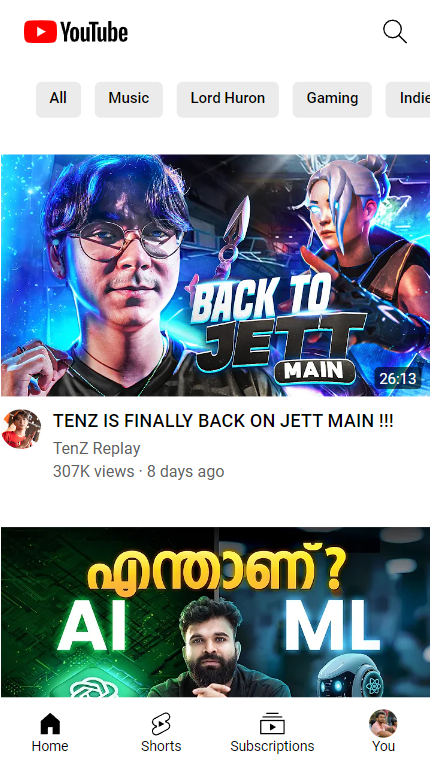 YouTube
All
Music
Lord Huron
Gaming
Indie
BACK TO
JETT
MAIN
26:13
TENZ IS FINALLY BACK ON JETT MAIN !!!
TenZ Replay
307K views · 8 days ago
എന്താണ്?
AI ML
Home
Shorts
Subscriptions
You